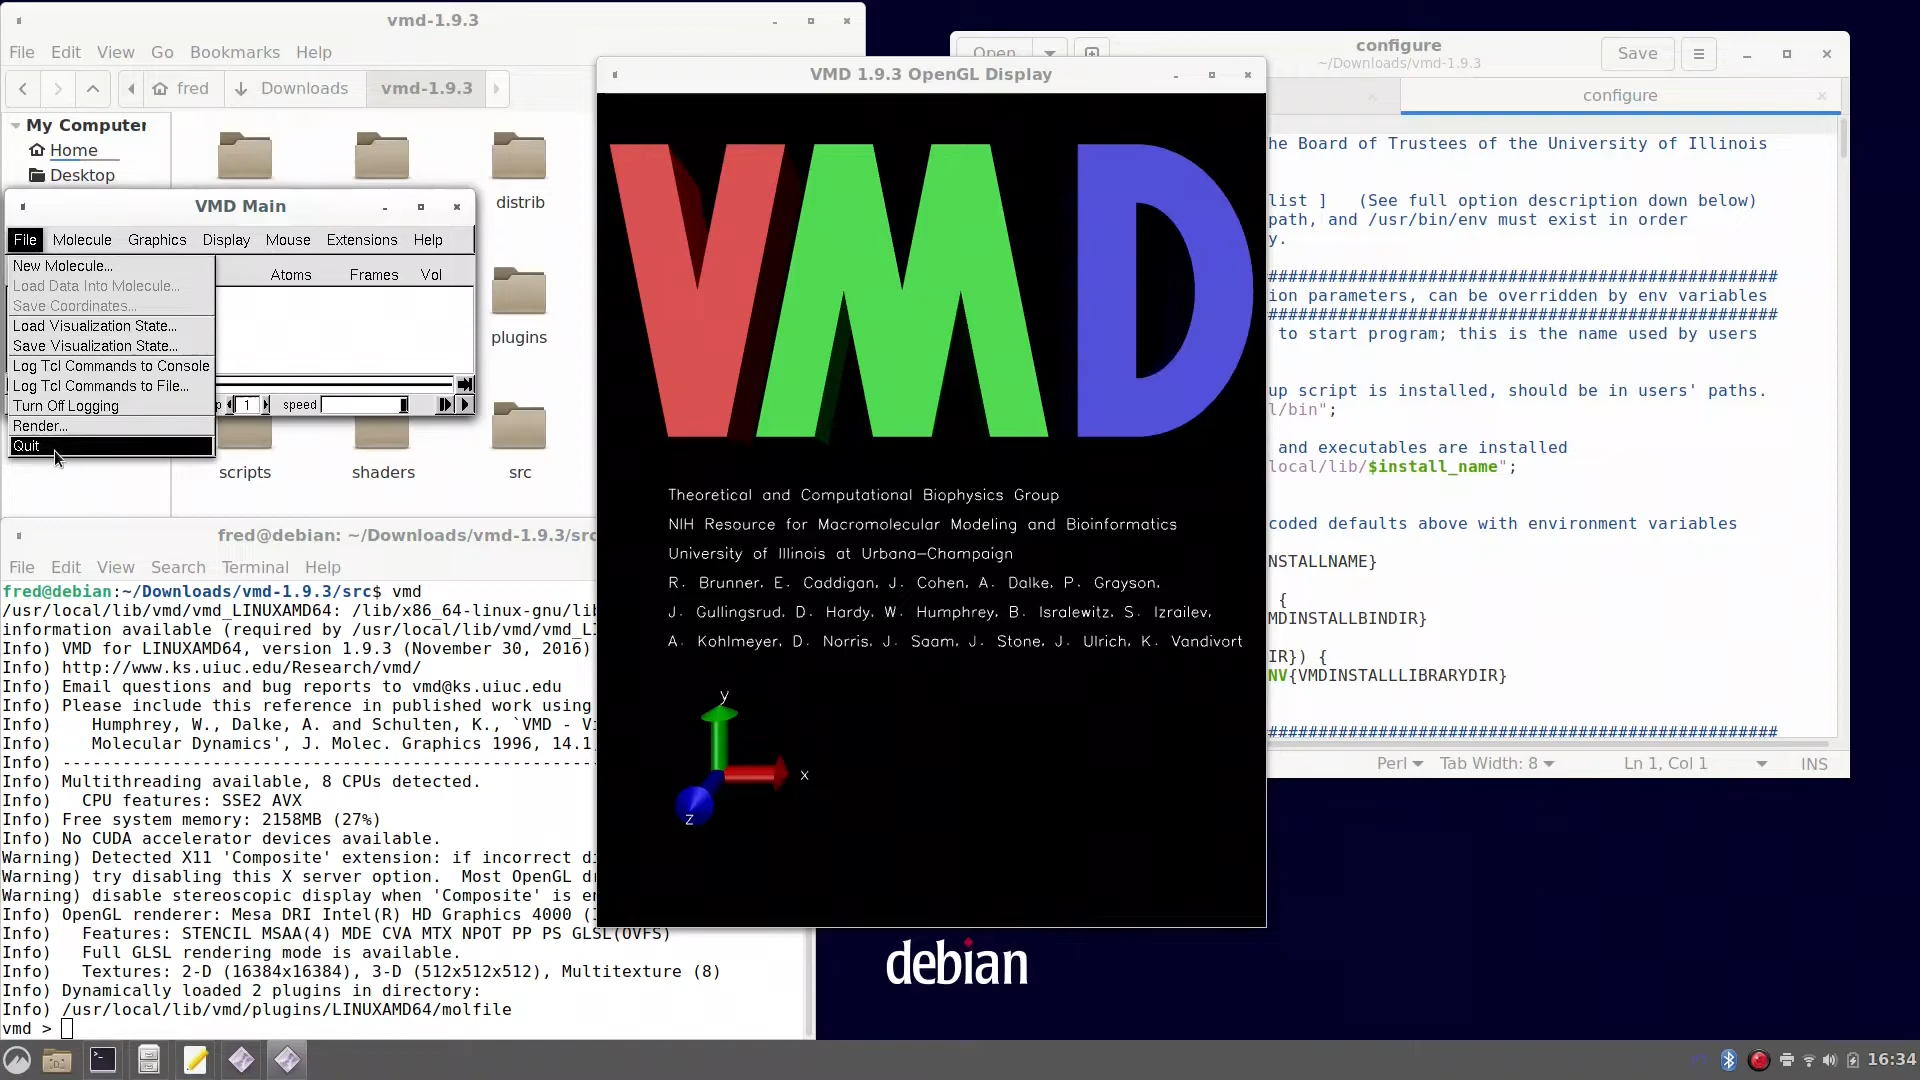 vmd-1.9.3
File Edit View Go Bookmarks Help
fred Downloads vmd-1.9.3
My Computer
Home
Desktop
distrib
plugins
scripts shaders src
VMD Main
File Molecule Graphics Display Mouse Extensions Help
Atoms Frames Vol
New Molecule...
Load Data Into Molecule...
Save Coordinates...
Load Visualization State...
Save Visualization State...
Log Tcl Commands to Console
Log Tcl Commands to File...
Turn Off Logging
Render...
Quit
1 speed
fred@debian: ~/Downloads/vmd-1.9.3/src
File Edit View Search Terminal Help
fred@debian:~/Downloads/vmd-1.9.3/src$ vmd
/usr/local/lib/vmd/vmd_LINUXAMD64: /lib/x86_64-linux-gnu/lib
information available (required by /usr/local/lib/vmd/vmd_LI
Info) VMD for LINUXAMD64, version 1.9.3 (November 30, 2016)
Info) http://www.ks.uiuc.edu/Research/vmd/
Info) Email questions and bug reports to vmd@ks.uiuc.edu
Info) Please include this reference in published work using
Info)    Humphrey, W., Dalke, A. and Schulten, K., `VMD - Vi
Info)    Molecular Dynamics', J. Molec. Graphics 1996, 14.1,
Info) -----------------------------------------------------
Info) Multithreading available, 8 CPUs detected.
Info)   CPU features: SSE2 AVX
Info) Free system memory: 2158MB (27%)
Info) No CUDA accelerator devices available.
Warning) Detected X11 'Composite' extension: if incorrect di
Warning) try disabling this X server option.  Most OpenGL dr
Warning) disable stereoscopic display when 'Composite' is en
Info) OpenGL renderer: Mesa DRI Intel(R) HD Graphics 4000 (I
Info)   Features: STENCIL MSAA(4) MDE CVA MTX NPOT PP PS GLSL(OVFS)
Info)   Full GLSL rendering mode is available.
Info)   Textures: 2-D (16384x16384), 3-D (512x512x512), Multitexture (8)
Info) Dynamically loaded 2 plugins in directory:
Info) /usr/local/lib/vmd/plugins/LINUXAMD64/molfile
vmd >
VMD 1.9.3 OpenGL Display
VMD
Theoretical and Computational Biophysics Group
NIH Resource for Macromolecular Modeling and Bioinformatics
University of Illinois at Urbana-Champaign
R. Brunner, E. Caddigan, J. Cohen, A. Dalke, P. Grayson,
J. Gullingsrud, D. Hardy, W. Humphrey, B. Isralewitz, S. Izrailev,
A. Kohlmeyer, D. Norris, J. Saam, J. Stone, J. Ulrich, K. Vandivort
y
x
z
Open configure Save
~/Downloads/vmd-1.9.3
configure
he Board of Trustees of the University of Illinois
list ]   (See full option description down below)
path, and /usr/bin/env must exist in order
y.
###################################################
ion parameters, can be overridden by env variables
###################################################
to start program; this is the name used by users
up script is installed, should be in users' paths.
l/bin";
and executables are installed
local/lib/$install_name";
coded defaults above with environment variables
NSTALLNAME}
{
MDINSTALLBINDIR}
IR}) {
NV{VMDINSTALLLIBRARYDIR}
###################################################
Perl Tab Width: 8 Ln 1, Col 1 INS
debian
16:34